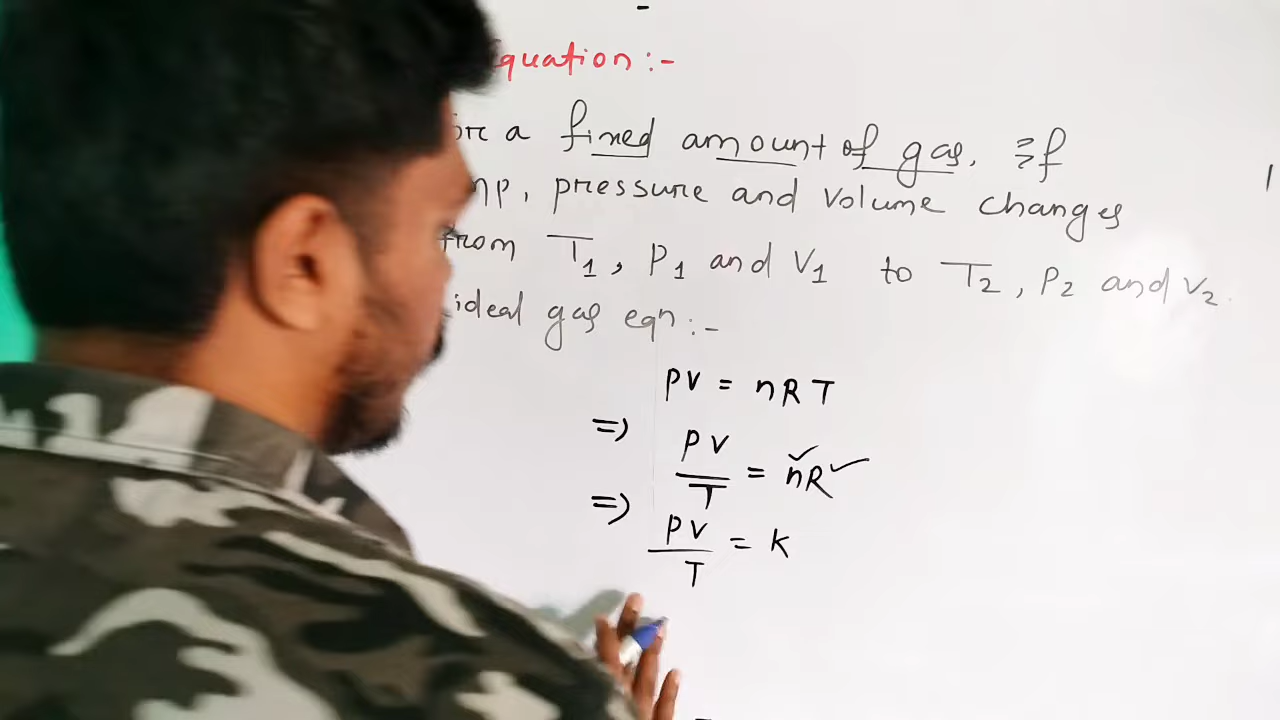 quation :-
a fixed amount of gas. If
pressure and volume changes
from T₁, P₁ and V₁ to T₂, P₂ and V₂.
ideal gas eqn :-
PV = nRT
=> PV/T = nR
=> PV/T = K